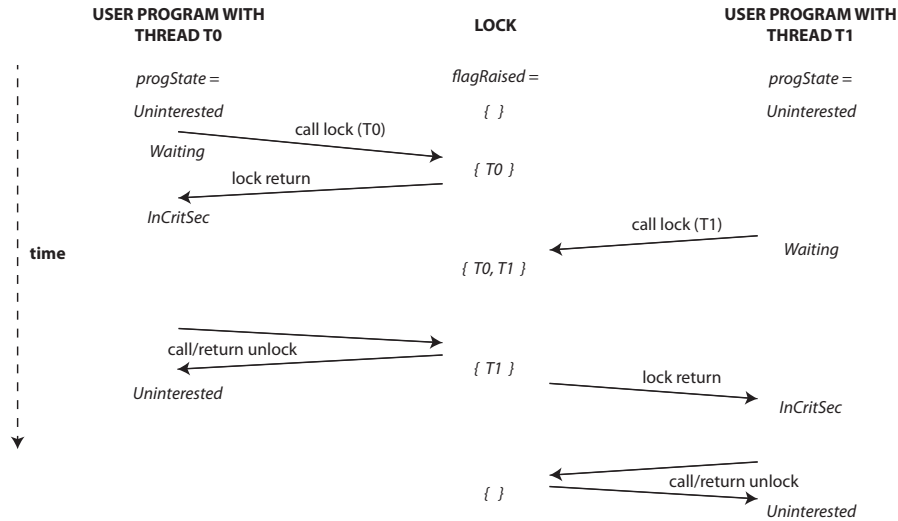 USER PROGRAM WITH
THREAD T0
LOCK
USER PROGRAM WITH
THREAD T1
progState =
flagRaised =
progState =
Uninterested
{ }
Uninterested
call lock (T0)
Waiting
{ T0 }
lock return
InCritSec
call lock (T1)
time
Waiting
{ T0, T1 }
call/return unlock
{ T1 }
lock return
Uninterested
InCritSec
call/return unlock
{ }
Uninterested